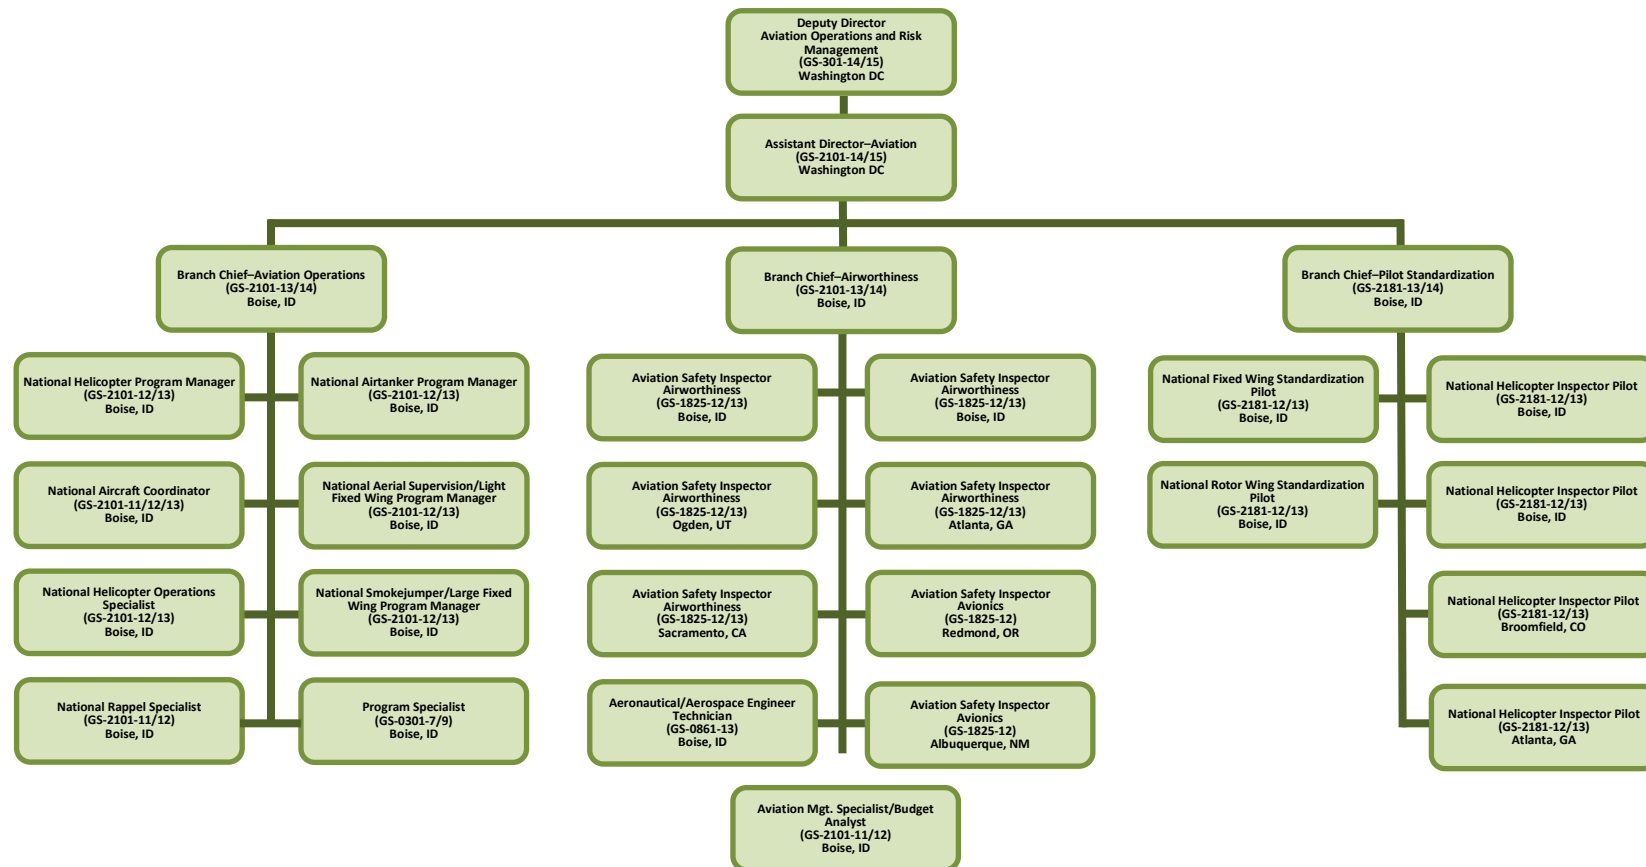 Deputy Director
Aviation Operations and Risk
Management
(GS-301-14/15)
Washington DC
Assistant Director–Aviation
(GS-2101-14/15)
Washington DC
Branch Chief–Aviation Operations
(GS-2101-13/14)
Boise, ID
Branch Chief–Airworthiness
(GS-2101-13/14)
Boise, ID
Branch Chief–Pilot Standardization
(GS-2181-13/14)
Boise, ID
National Helicopter Program Manager
(GS-2101-12/13)
Boise, ID
National Airtanker Program Manager
(GS-2101-12/13)
Boise, ID
National Aircraft Coordinator
(GS-2101-11/12/13)
Boise, ID
National Aerial Supervision/Light
Fixed Wing Program Manager
(GS-2101-12/13)
Boise, ID
National Helicopter Operations
Specialist
(GS-2101-12/13)
Boise, ID
National Smokejumper/Large Fixed
Wing Program Manager
(GS-2101-12/13)
Boise, ID
National Rappel Specialist
(GS-2101-11/12)
Boise, ID
Program Specialist
(GS-0301-7/9)
Boise, ID
Aviation Safety Inspector
Airworthiness
(GS-1825-12/13)
Boise, ID
Aviation Safety Inspector
Airworthiness
(GS-1825-12/13)
Boise, ID
Aviation Safety Inspector
Airworthiness
(GS-1825-12/13)
Ogden, UT
Aviation Safety Inspector
Airworthiness
(GS-1825-12/13)
Atlanta, GA
Aviation Safety Inspector
Airworthiness
(GS-1825-12/13)
Sacramento, CA
Aviation Safety Inspector
Avionics
(GS-1825-12)
Redmond, OR
Aeronautical/Aerospace Engineer
Technician
(GS-0861-13)
Boise, ID
Aviation Safety Inspector
Avionics
(GS-1825-12)
Albuquerque, NM
Aviation Mgt. Specialist/Budget
Analyst
(GS-2101-11/12)
Boise, ID
National Fixed Wing Standardization
Pilot
(GS-2181-12/13)
Boise, ID
National Helicopter Inspector Pilot
(GS-2181-12/13)
Boise, ID
National Rotor Wing Standardization
Pilot
(GS-2181-12/13)
Boise, ID
National Helicopter Inspector Pilot
(GS-2181-12/13)
Boise, ID
National Helicopter Inspector Pilot
(GS-2181-12/13)
Broomfield, CO
National Helicopter Inspector Pilot
(GS-2181-12/13)
Atlanta, GA